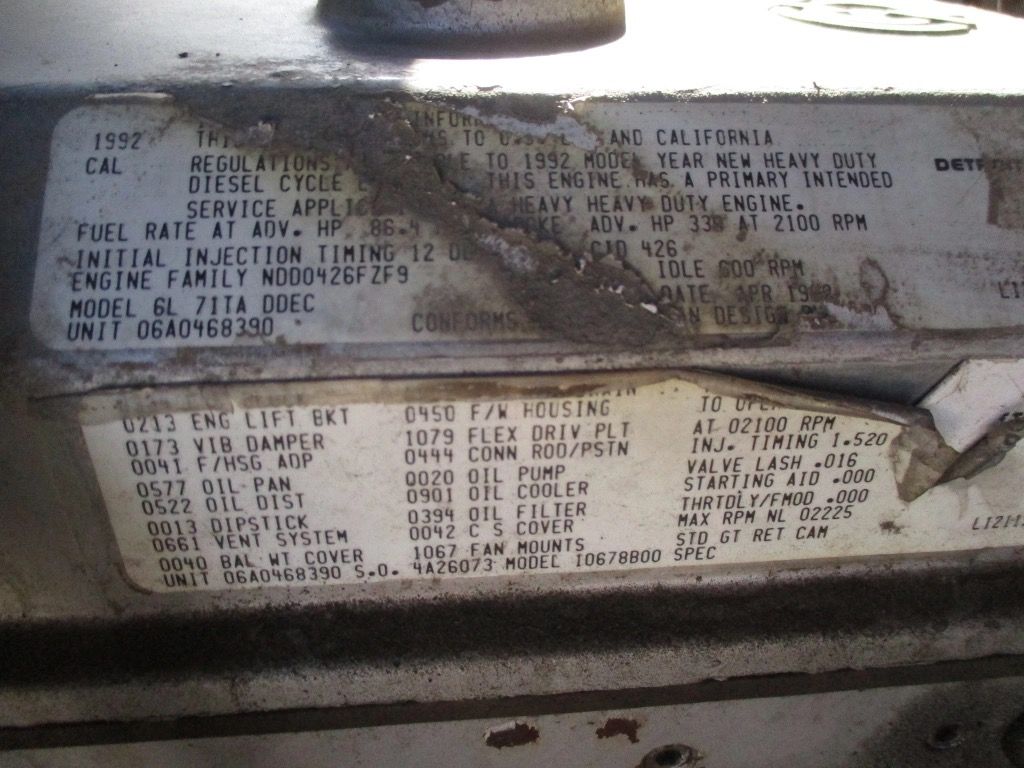 1992 AND CALIFORNIA
CAL REGULATIONS TO 1992 MODEL YEAR NEW HEAVY DUTY
DIESEL CYCLE THIS ENGINE HAS A PRIMARY INTENDED
SERVICE HEAVY HEAVY DUTY ENGINE.
FUEL RATE AT ADV. HP 86.4 ADV. HP AT 2100 RPM
INITIAL INJECTION TIMING 12 CID 426
ENGINE FAMILY NDD0426FZF9 IDLE 600 RPM
MODEL 6L 71TA DDEC APR
UNIT 06A0468390 CONFORMS DESIGN
0213 ENG LIFT BKT 0450 F/W HOUSING TO
0173 VIB DAMPER 1079 FLEX DRIV PLT AT 02100 RPM
0041 F/HSG ADP 0444 CONN ROD/PSTN INJ. TIMING 1.520
0577 OIL PAN 0020 OIL PUMP VALVE LASH .016
0522 OIL DIST 0901 OIL COOLER STARTING AID .000
0013 DIPSTICK 0394 OIL FILTER THRTDLY/FMOD .000
0661 VENT SYSTEM 0042 C S COVER MAX RPM NL 02225
0040 BAL WT COVER 1067 FAN MOUNTS STD GT RET CAM
UNIT 06A0468390 S.O. 4A26073 MODEL 10678B00 SPEC